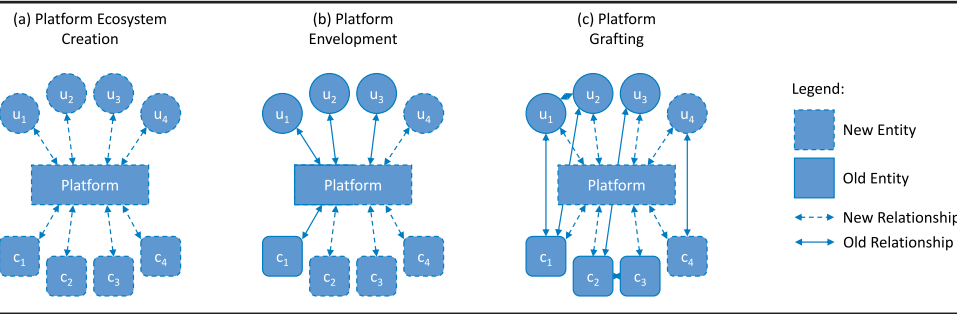 (a) Platform Ecosystem
Creation
(b) Platform
Envelopment
(c) Platform
Grafting
u1
u2
u3
u4
Platform
c1
c2
c3
c4
u1
u2
u3
u4
Platform
c1
c2
c3
c4
u1
u2
u3
u4
Platform
c1
c2
c3
c4
Legend:
New Entity
Old Entity
New Relationship
Old Relationship